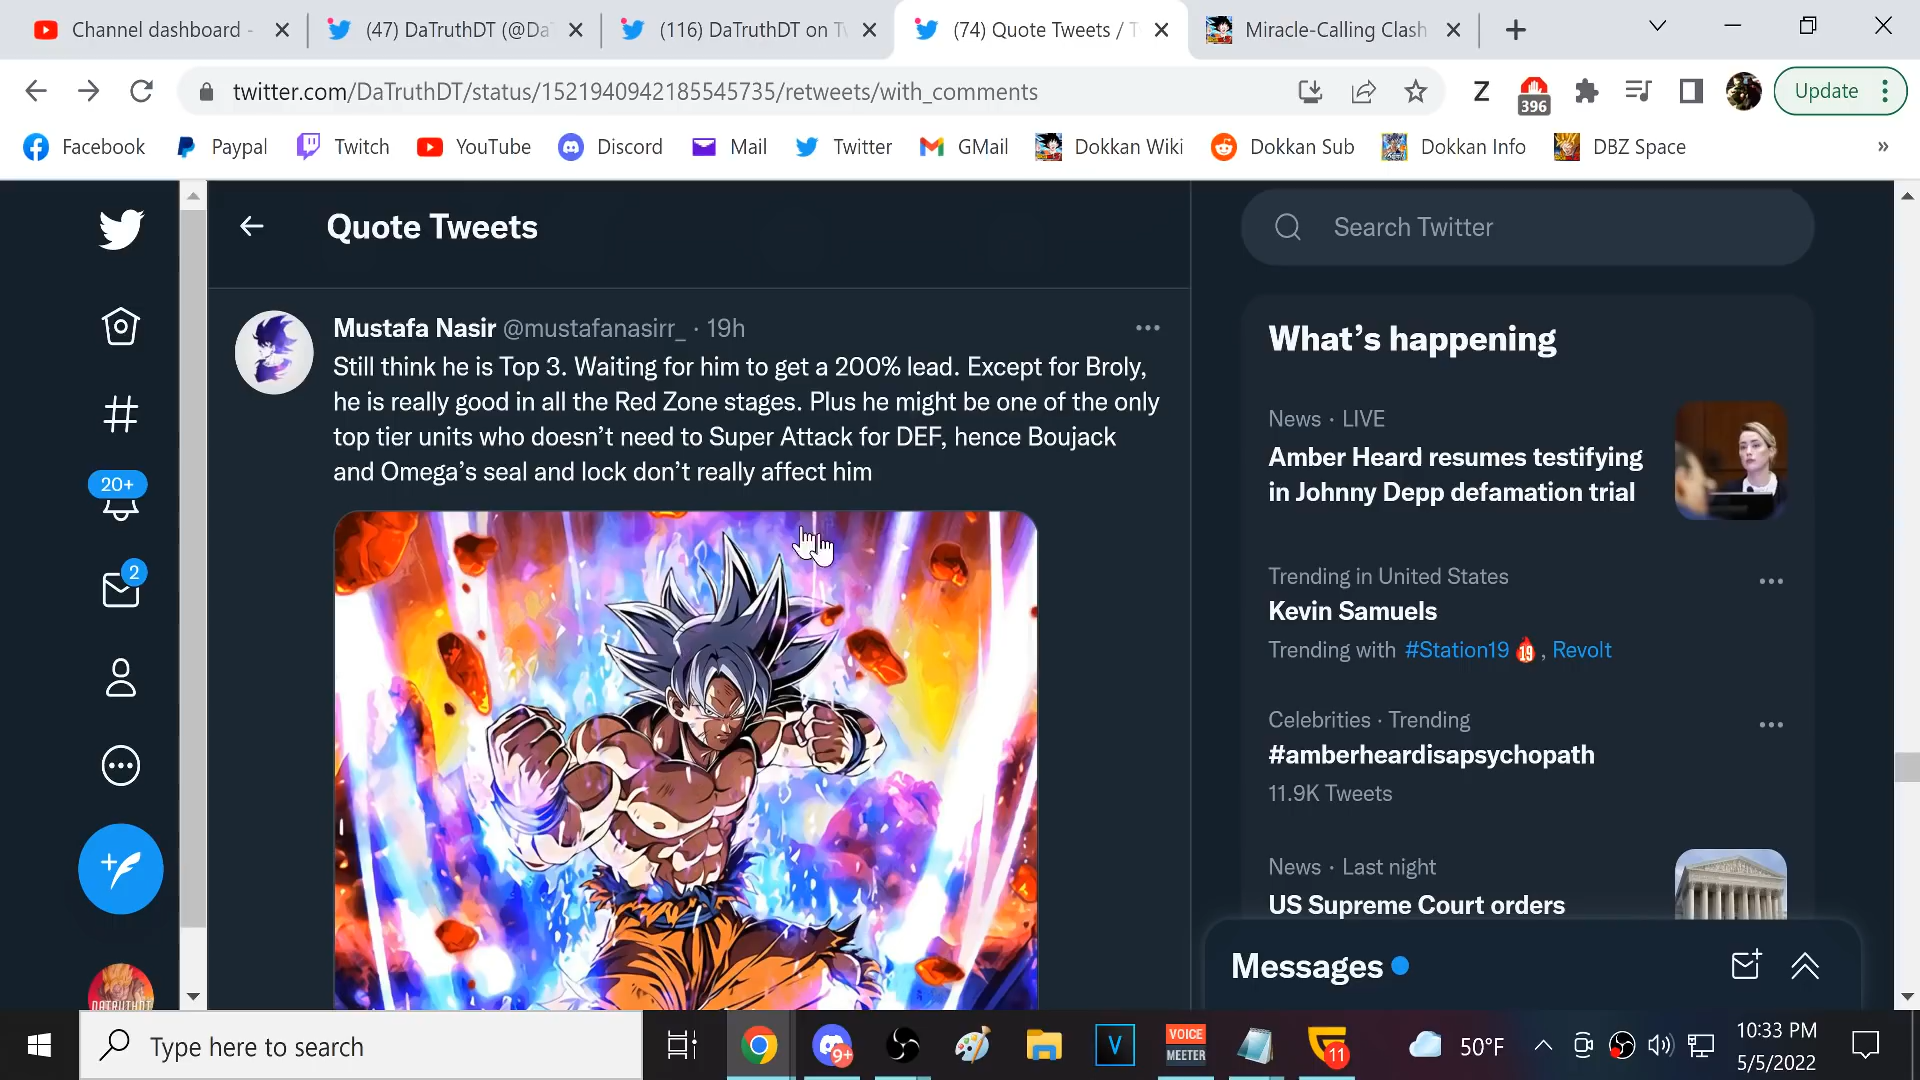 Channel dashboard -
(47) DaTruthDT (@Da
(116) DaTruthDT on T
(74) Quote Tweets / T
Miracle-Calling Clash
twitter.com/DaTruthDT/status/1521940942185545735/retweets/with_comments
Z
396
Update
Facebook
Paypal
Twitch
YouTube
Discord
Mail
Twitter
GMail
Dokkan Wiki
Dokkan Sub
Dokkan Info
DBZ Space
»
Quote Tweets
Search Twitter
Mustafa Nasir @mustafanasirr_ · 19h
Still think he is Top 3. Waiting for him to get a 200% lead. Except for Broly,
he is really good in all the Red Zone stages. Plus he might be one of the only
top tier units who doesn't need to Super Attack for DEF, hence Boujack
and Omega's seal and lock don't really affect him
20+
2
DATRUTHDT
What's happening
News · LIVE
Amber Heard resumes testifying
in Johnny Depp defamation trial
Trending in United States
Kevin Samuels
Trending with #Station19 19 , Revolt
Celebrities · Trending
#amberheardisapsychopath
11.9K Tweets
News · Last night
US Supreme Court orders
Messages
Type here to search
9+
V
VOICE
MEETER
11
50°F
10:33 PM
5/5/2022